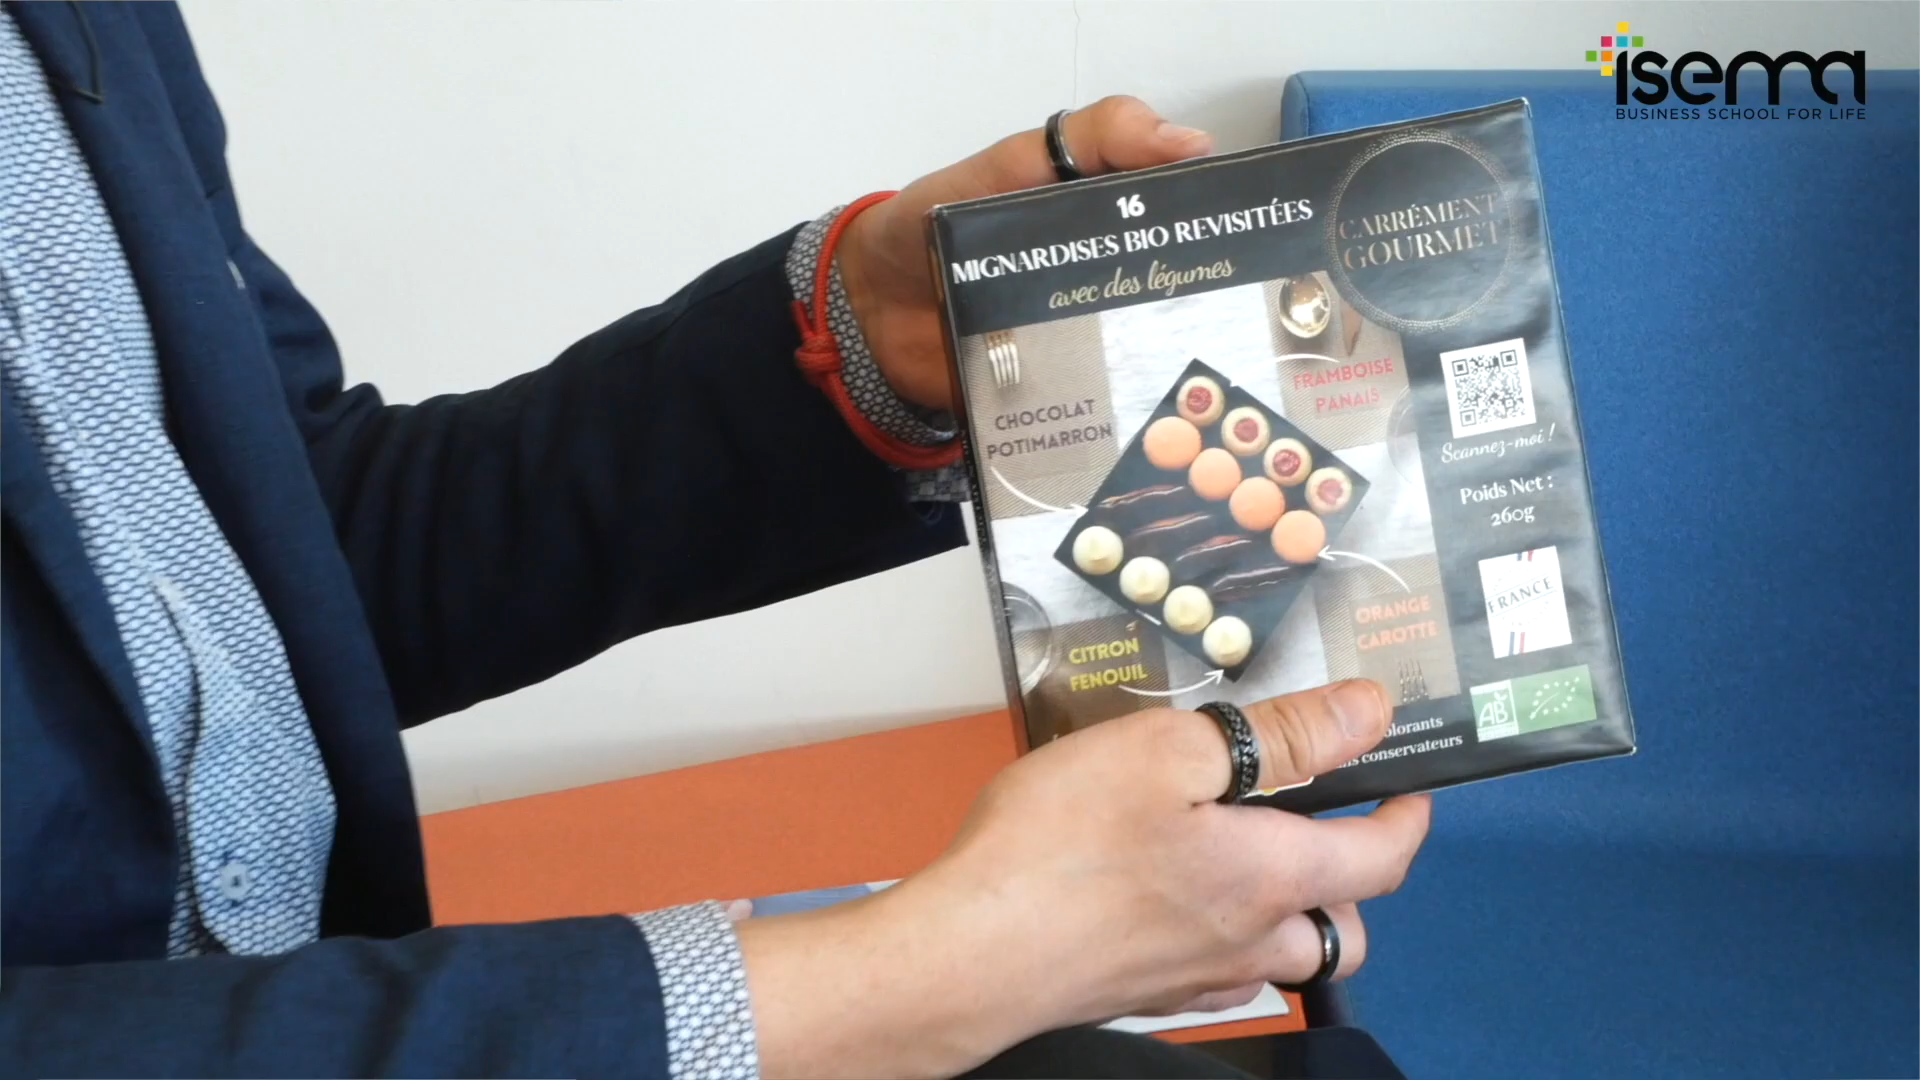 isema
BUSINESS SCHOOL FOR LIFE
16
MIGNARDISES BIO REVISITÉES
avec des légumes
CARRÉMENT
GOURMET
FRAMBOISE
PANAIS
CHOCOLAT
POTIMARRON
Scannez-moi !
Poids Net :
260g
FRANCE
ORANGE
CAROTTE
CITRON
FENOUIL
AB
conservateurs